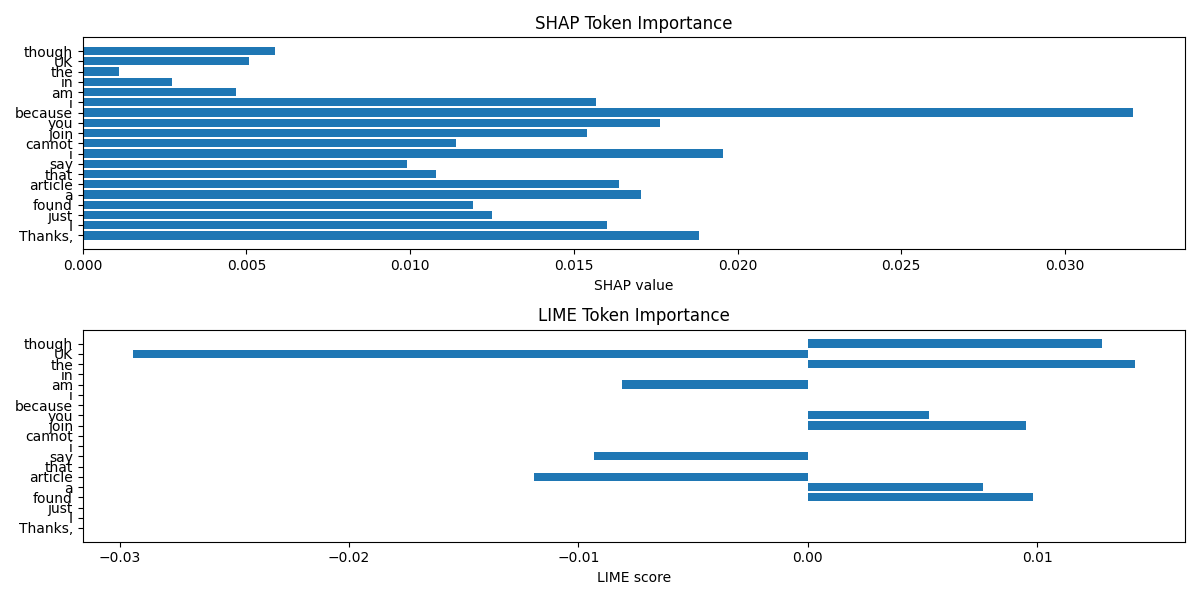 SHAP Token Importance
though
UK
the
in
am
i
because
you
join
cannot
i
say
that
article
a
found
just
I
Thanks,
0.000 0.005 0.010 0.015 0.020 0.025 0.030
SHAP value
LIME Token Importance
though
UK
the
in
am
i
because
you
join
cannot
i
say
that
article
a
found
just
I
Thanks,
−0.03 −0.02 −0.01 0.00 0.01
LIME score